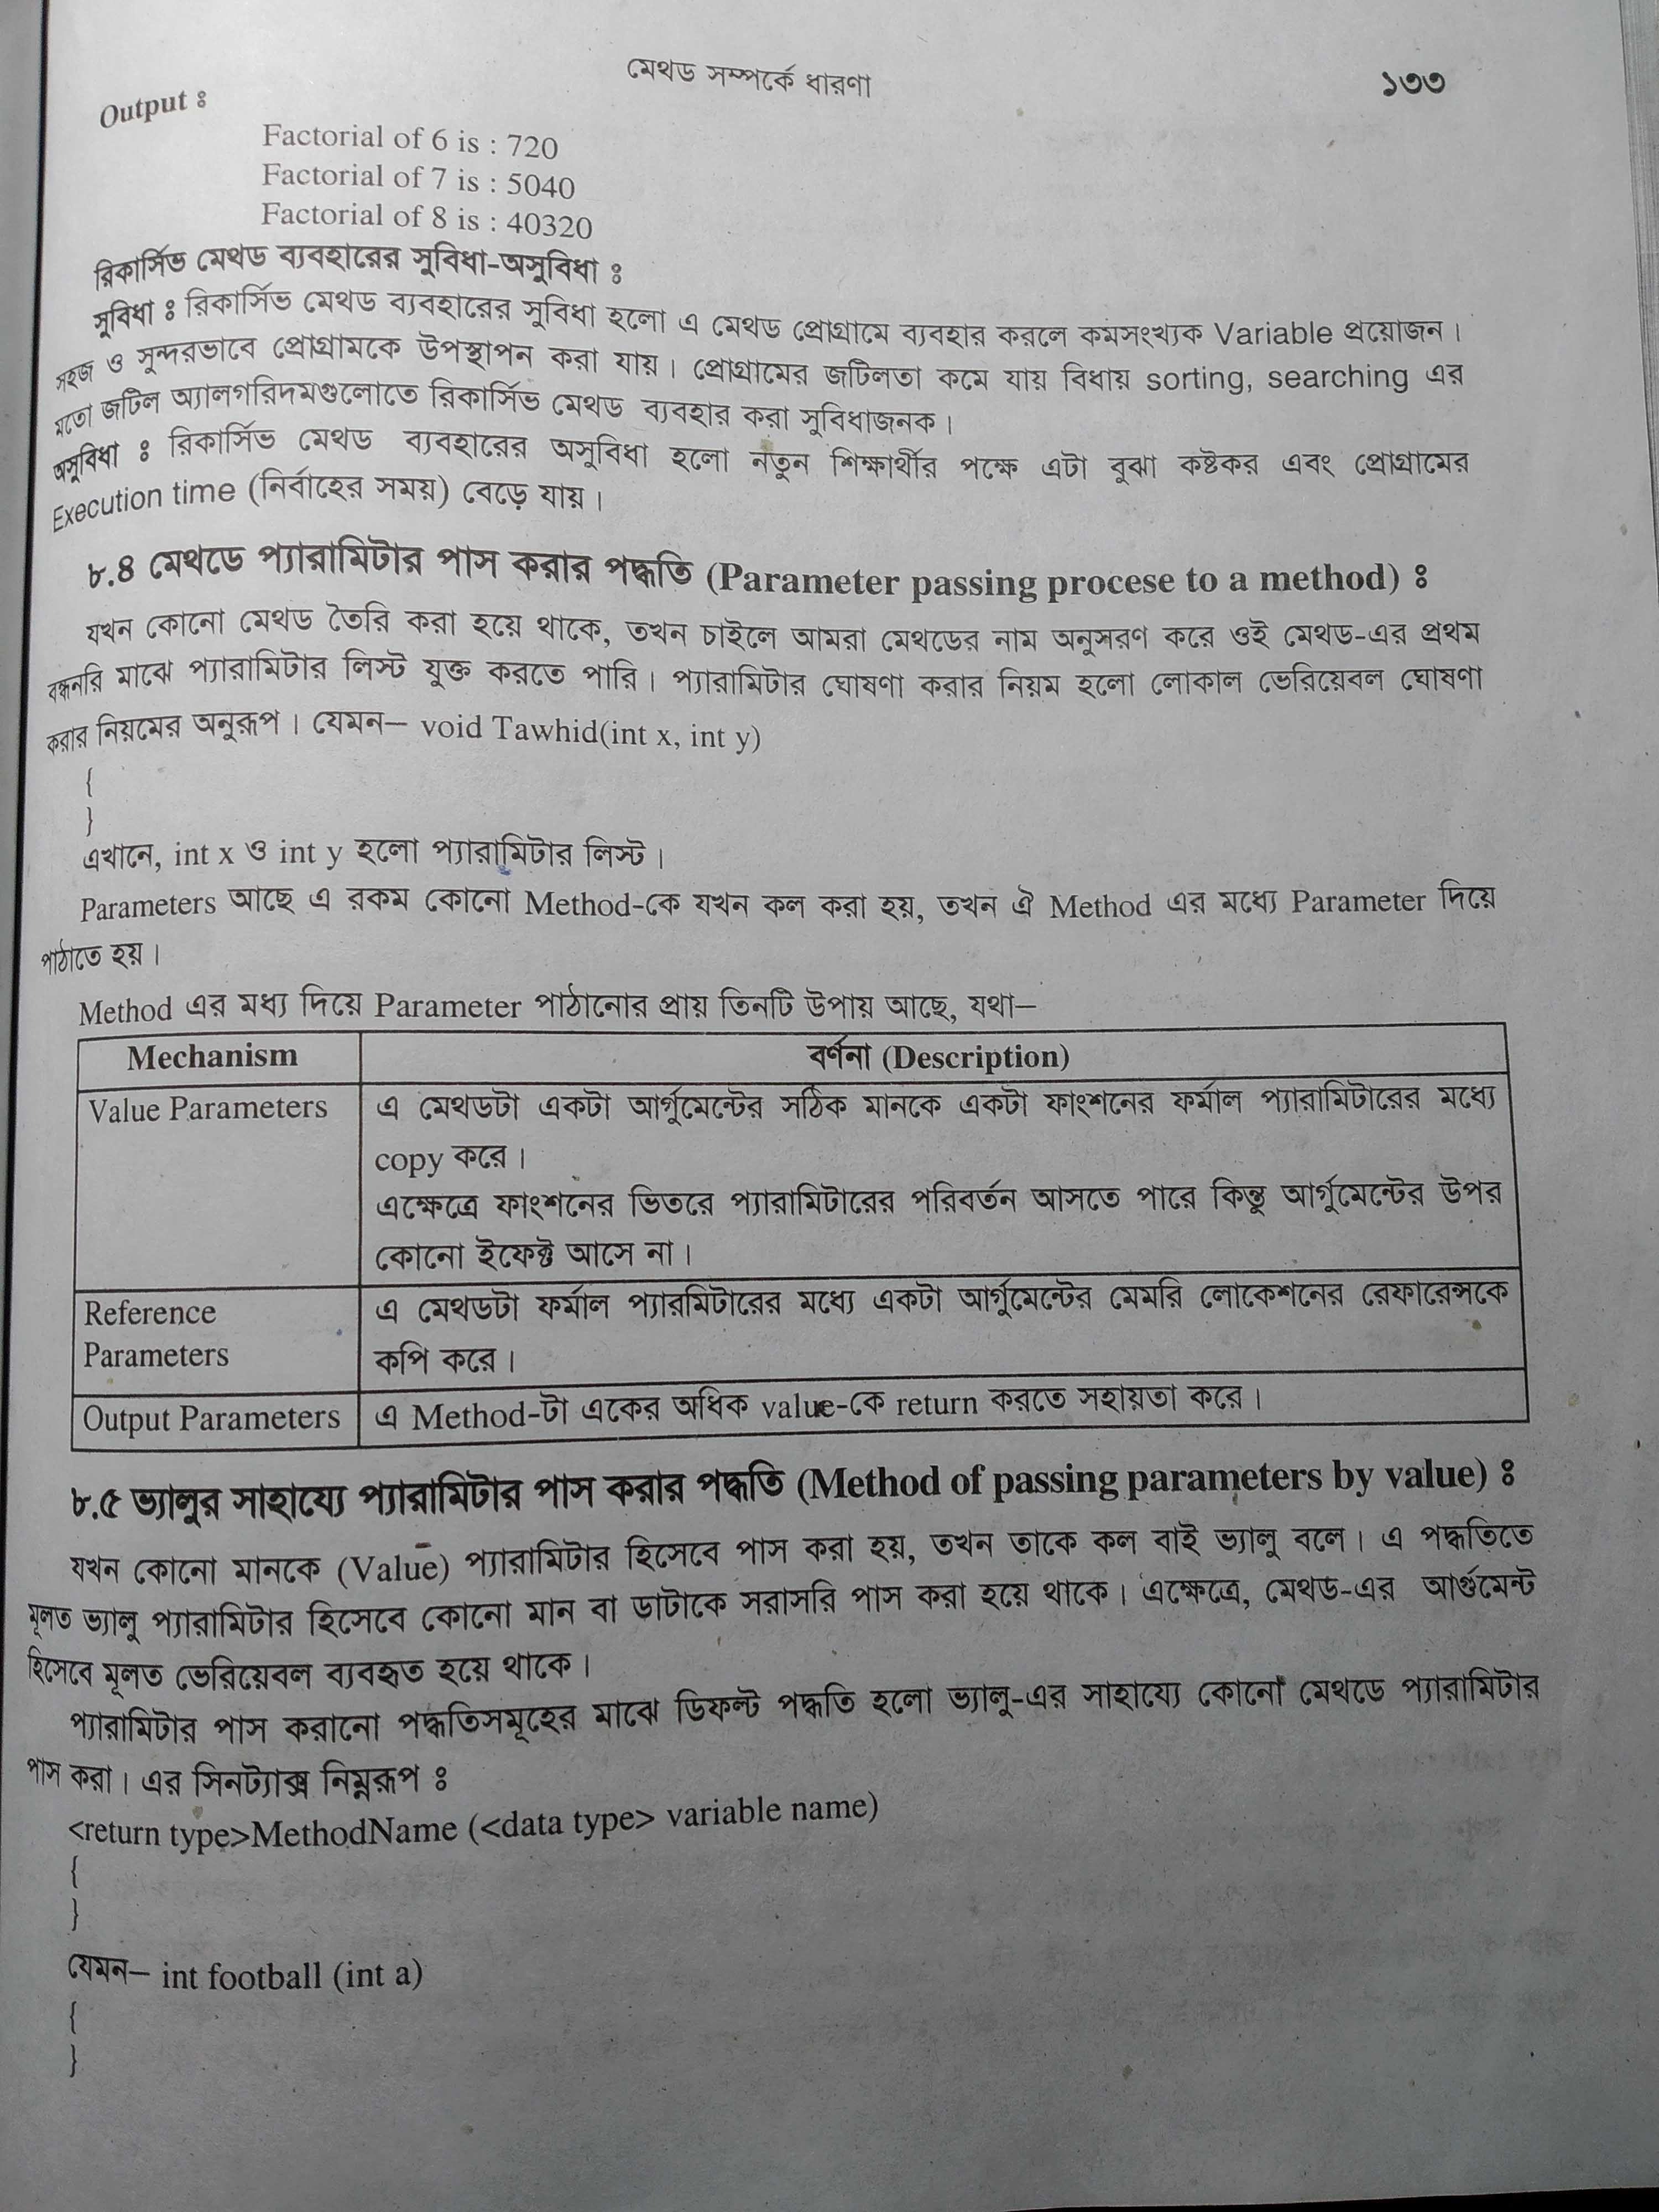 মেথড সম্পর্কে ধারণা
১৩৩
Output ঃ
Factorial of 6 is : 720
Factorial of 7 is : 5040
Factorial of 8 is : 40320
রিকার্সিভ মেথড ব্যবহারের সুবিধা-অসুবিধা ঃ
সুবিধা ঃ রিকার্সিভ মেথড ব্যবহারের সুবিধা হলো এ মেথড প্রোগ্রামে ব্যবহার করলে কমসংখ্যক Variable প্রয়োজন।
সহজ ও সুন্দরভাবে প্রোগ্রামকে উপস্থাপন করা যায়। প্রোগ্রামের জটিলতা কমে যায় বিধায় sorting, searching এর
মতো জটিল অ্যালগরিদমগুলোতে রিকার্সিভ মেথড ব্যবহার করা সুবিধাজনক।
অসুবিধা ঃ রিকার্সিভ মেথড ব্যবহারের অসুবিধা হলো নতুন শিক্ষার্থীর পক্ষে এটা বুঝা কষ্টকর এবং প্রোগ্রামের
Execution time (নির্বাহের সময়) বেড়ে যায়।
৮.৪ মেথডে প্যারামিটার পাস করার পদ্ধতি (Parameter passing procese to a method) ঃ
যখন কোনো মেথড তৈরি করা হয়ে থাকে, তখন চাইলে আমরা মেথডের নাম অনুসরণ করে ওই মেথড-এর প্রথম
বন্ধনরি মাঝে প্যারামিটার লিস্ট যুক্ত করতে পারি। প্যারামিটার ঘোষণা করার নিয়ম হলো লোকাল ভেরিয়েবল ঘোষণা
করার নিয়মের অনুরূপ। যেমন– void Tawhid(int x, int y)
{
}
এখানে, int x ও int y হলো প্যারামিটার লিস্ট।
Parameters আছে এ রকম কোনো Method-কে যখন কল করা হয়, তখন ঐ Method এর মধ্যে Parameter দিয়ে
পাঠাতে হয়।
Method এর মধ্য দিয়ে Parameter পাঠানোর প্রায় তিনটি উপায় আছে, যথা–
Mechanism
বর্ণনা (Description)
Value Parameters
এ মেথডটা একটা আর্গুমেন্টের সঠিক মানকে একটা ফাংশনের ফর্মাল প্যারামিটারের মধ্যে
copy করে।
এক্ষেত্রে ফাংশনের ভিতরে প্যারামিটারের পরিবর্তন আসতে পারে কিন্তু আর্গুমেন্টের উপর
কোনো ইফেক্ট আসে না।
Reference
Parameters
এ মেথডটা ফর্মাল প্যারমিটারের মধ্যে একটা আর্গুমেন্টের মেমরি লোকেশনের রেফারেন্সকে
কপি করে।
Output Parameters
এ Method-টা একের অধিক value-কে return করতে সহায়তা করে।
৮.৫ ভ্যালুর সাহায্যে প্যারামিটার পাস করার পদ্ধতি (Method of passing parameters by value) ঃ
যখন কোনো মানকে (Value) প্যারামিটার হিসেবে পাস করা হয়, তখন তাকে কল বাই ভ্যালু বলে। এ পদ্ধতিতে
মূলত ভ্যালু প্যারামিটার হিসেবে কোনো মান বা ডাটাকে সরাসরি পাস করা হয়ে থাকে। এক্ষেত্রে, মেথড-এর আর্গুমেন্ট
হিসেবে মূলত ভেরিয়েবল ব্যবহৃত হয়ে থাকে।
প্যারামিটার পাস করানো পদ্ধতিসমূহের মাঝে ডিফল্ট পদ্ধতি হলো ভ্যালু-এর সাহায্যে কোনো মেথডে প্যারামিটার
পাস করা। এর সিনট্যাক্স নিম্নরূপ ঃ
<return type>MethodName (<data type> variable name)
{
}
যেমন– int football (int a)
{
}